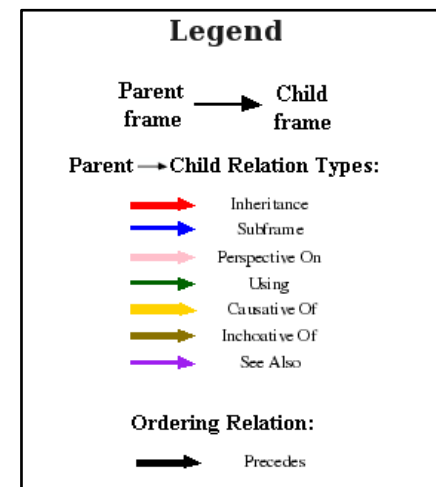 Legend
Parent Child
frame frame
Parent → Child Relation Types:
Inheritance
Subframe
Perspective On
Using
Causative Of
Inchoative Of
See Also
Ordering Relation:
Precedes